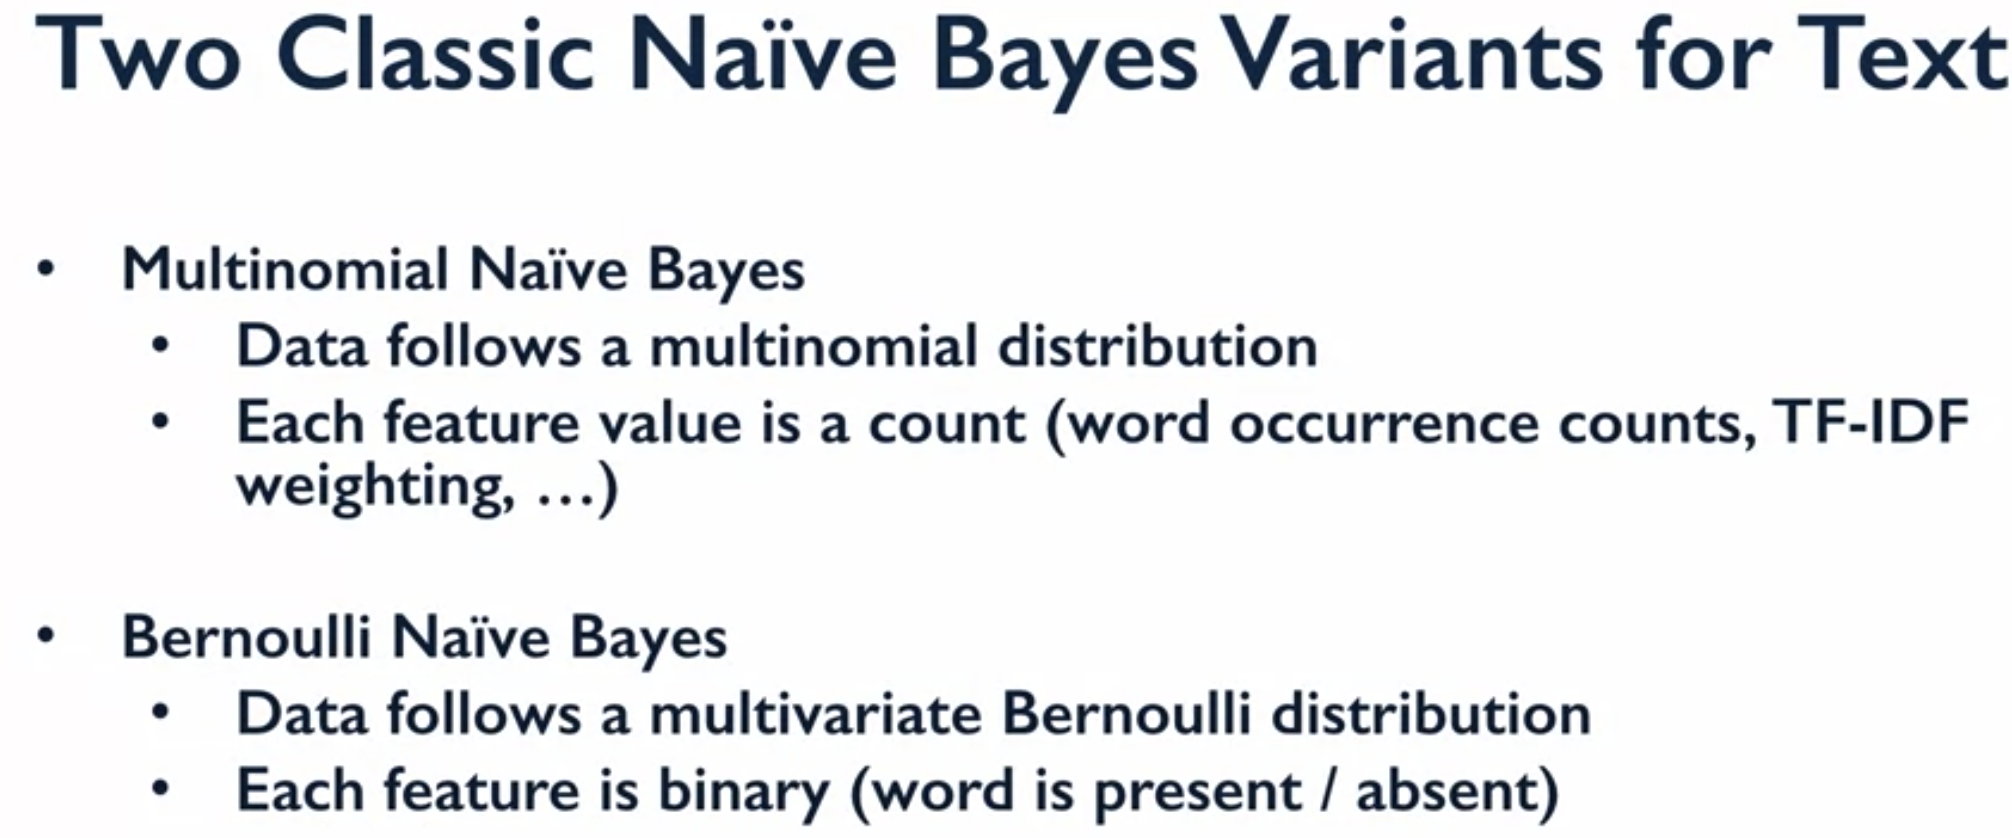 Two Classic Naïve Bayes Variants for Text
• Multinomial Naïve Bayes
• Data follows a multinomial distribution
• Each feature value is a count (word occurrence counts, TF-IDF
weighting, …)
• Bernoulli Naïve Bayes
• Data follows a multivariate Bernoulli distribution
• Each feature is binary (word is present / absent)